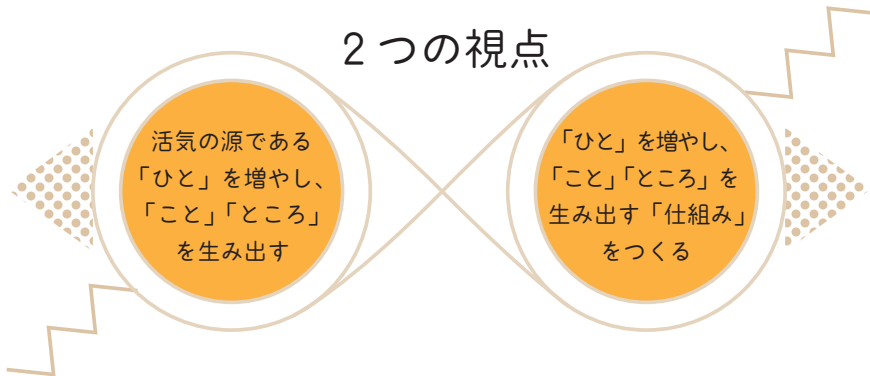 2つの視点
活気の源である
「ひと」を増やし、
「こと」「ところ」
を生み出す
「ひと」を増やし、
「こと」「ところ」を
生み出す「仕組み」
をつくる